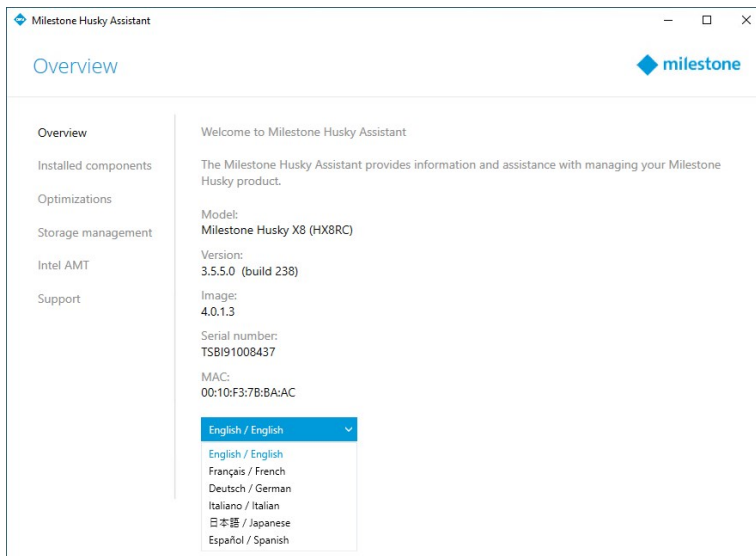 Milestone Husky Assistant
Overview
milestone
Overview
Installed components
Optimizations
Storage management
Intel AMT
Support
Welcome to Milestone Husky Assistant
The Milestone Husky Assistant provides information and assistance with managing your Milestone
Husky product.
Model:
Milestone Husky X8 (HX8RC)
Version:
3.5.5.0 (build 238)
Image:
4.0.1.3
Serial number:
TSBI91008437
MAC:
00:10:F3:7B:BA:AC
English / English
English / English
Français / French
Deutsch / German
Italiano / Italian
日本語 / Japanese
Español / Spanish